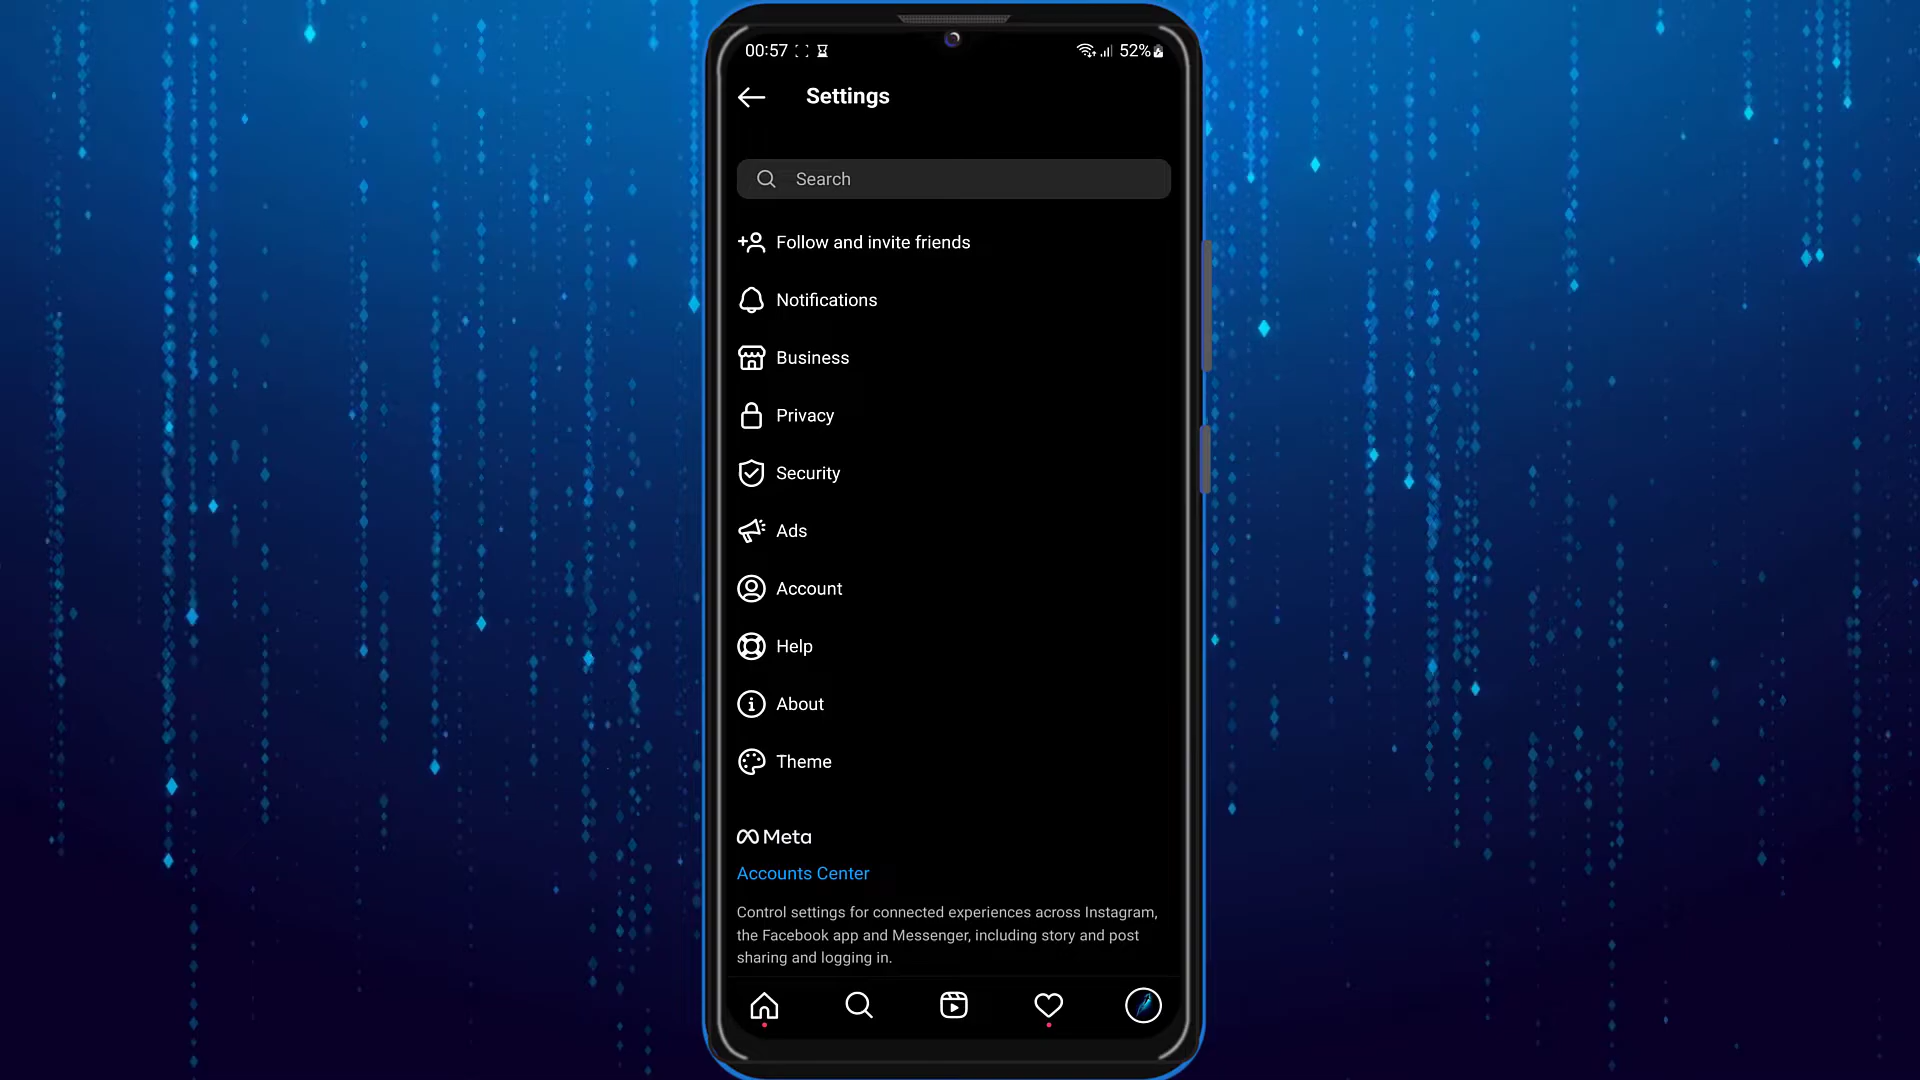 00:57 52%
Settings
Search
Follow and invite friends
Notifications
Business
Privacy
Security
Ads
Account
Help
About
Theme
Meta
Accounts Center
Control settings for connected experiences across Instagram,
the Facebook app and Messenger, including story and post
sharing and logging in.